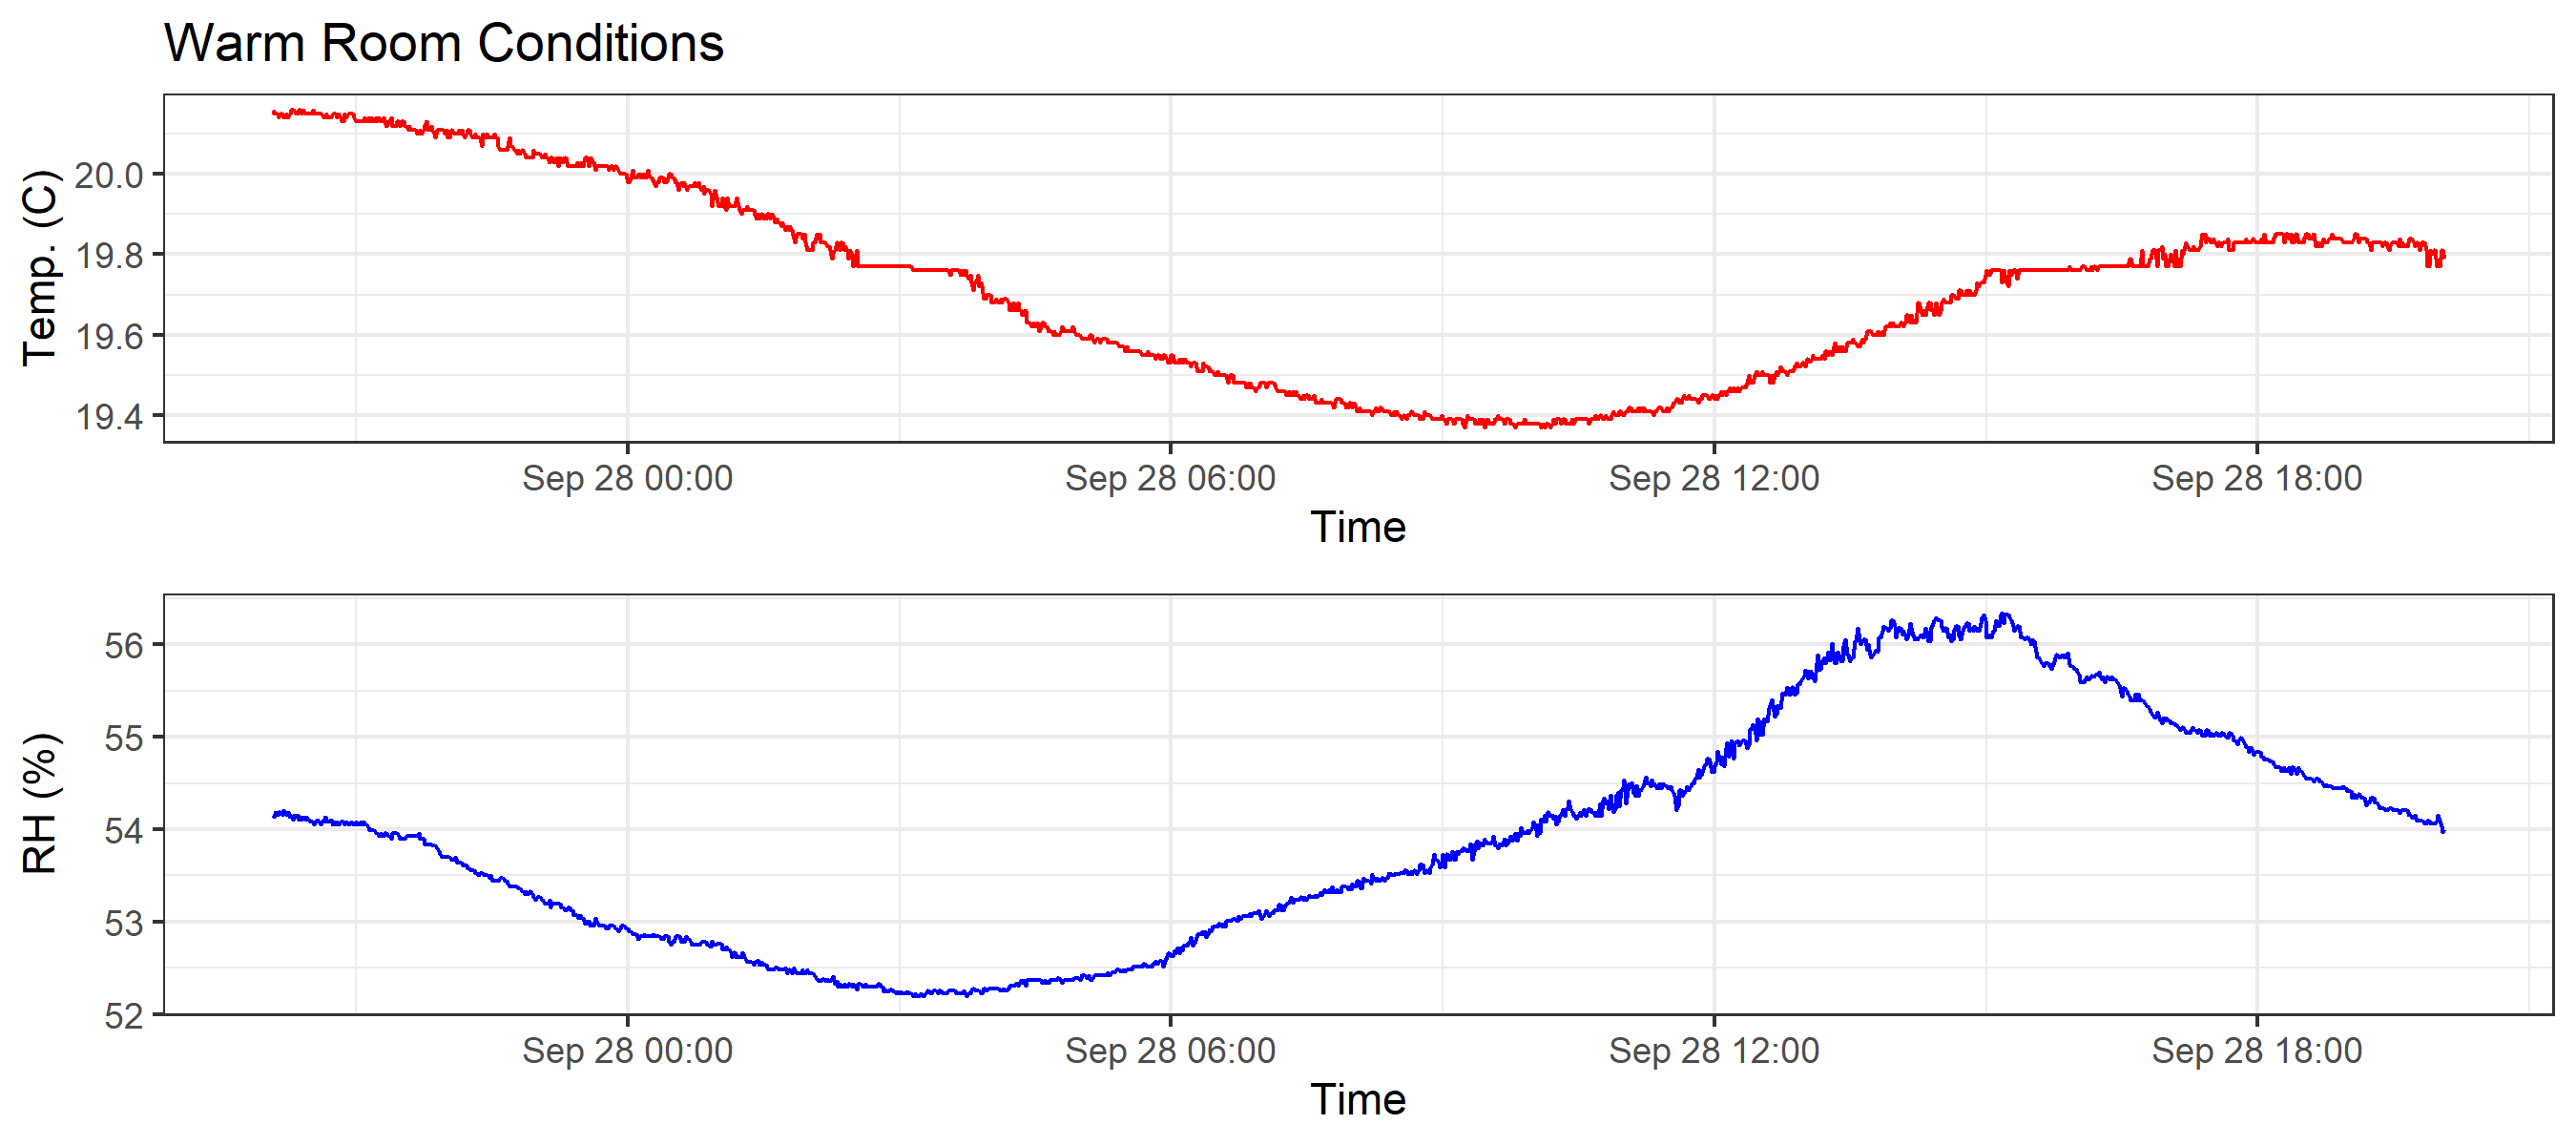 Warm Room Conditions
Temp. (C)
20.0
19.8
19.6
19.4
Sep 28 00:00 Sep 28 06:00 Sep 28 12:00 Sep 28 18:00
Time
RH (%)
56
55
54
53
52
Sep 28 00:00 Sep 28 06:00 Sep 28 12:00 Sep 28 18:00
Time